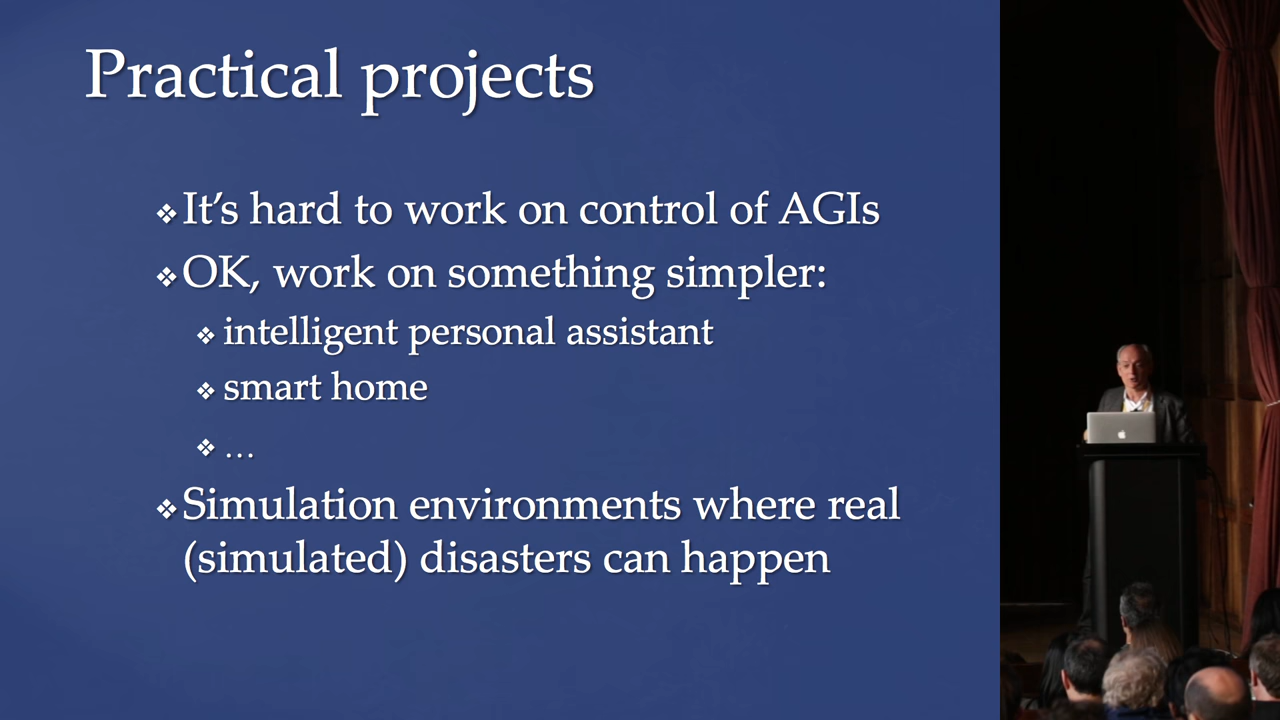 Practical projects
❖ It's hard to work on control of AGIs
❖ OK, work on something simpler:
❖ intelligent personal assistant
❖ smart home
❖ …
❖ Simulation environments where real
(simulated) disasters can happen